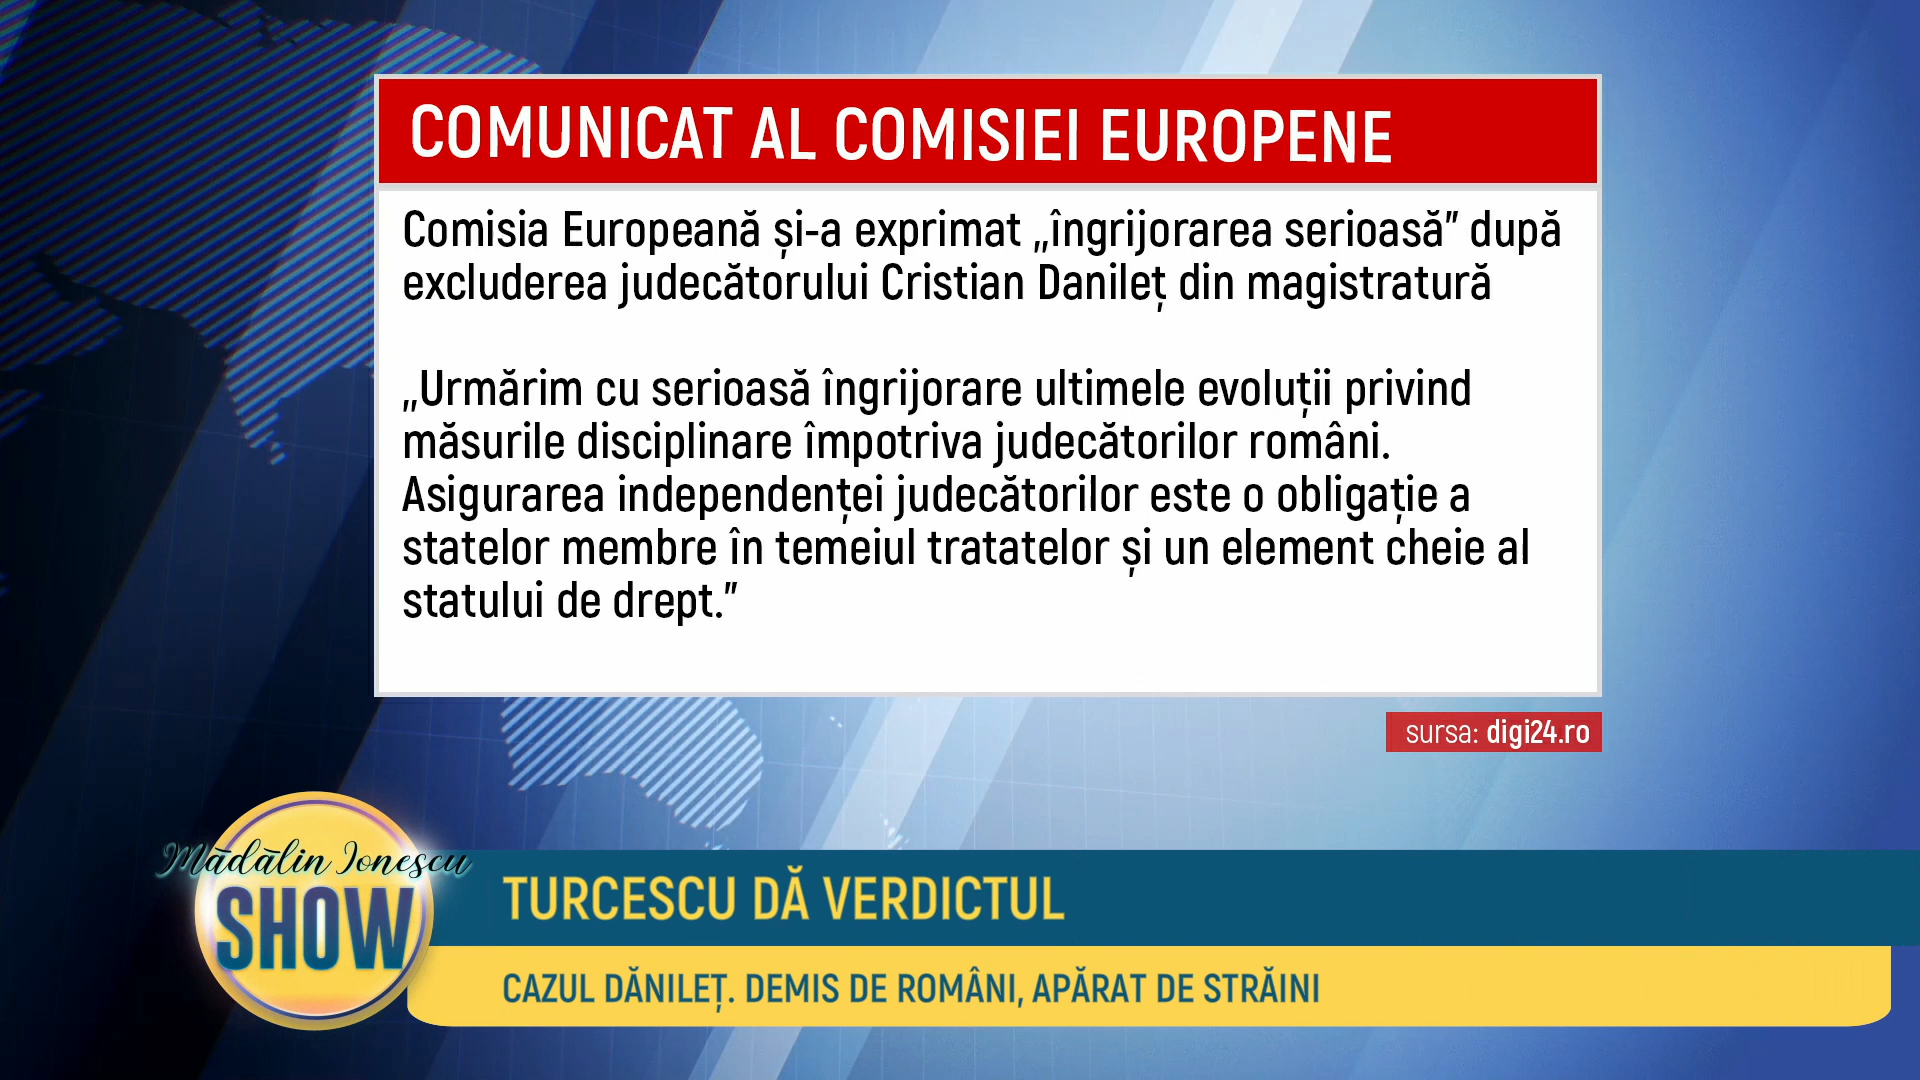 COMUNICAT AL COMISIEI EUROPENE
Comisia Europeană și-a exprimat „îngrijorarea serioasă” după
excluderea judecătorului Cristian Danileț din magistratură
„Urmărim cu serioasă îngrijorare ultimele evoluții privind
măsurile disciplinare împotriva judecătorilor români.
Asigurarea independenței judecătorilor este o obligație a
statelor membre în temeiul tratatelor și un element cheie al
statului de drept.”
sursa: digi24.ro
Mădălin Ionescu
SHOW
TURCESCU DĂ VERDICTUL
CAZUL DĂNILEȚ. DEMIS DE ROMÂNI, APĂRAT DE STRĂINI